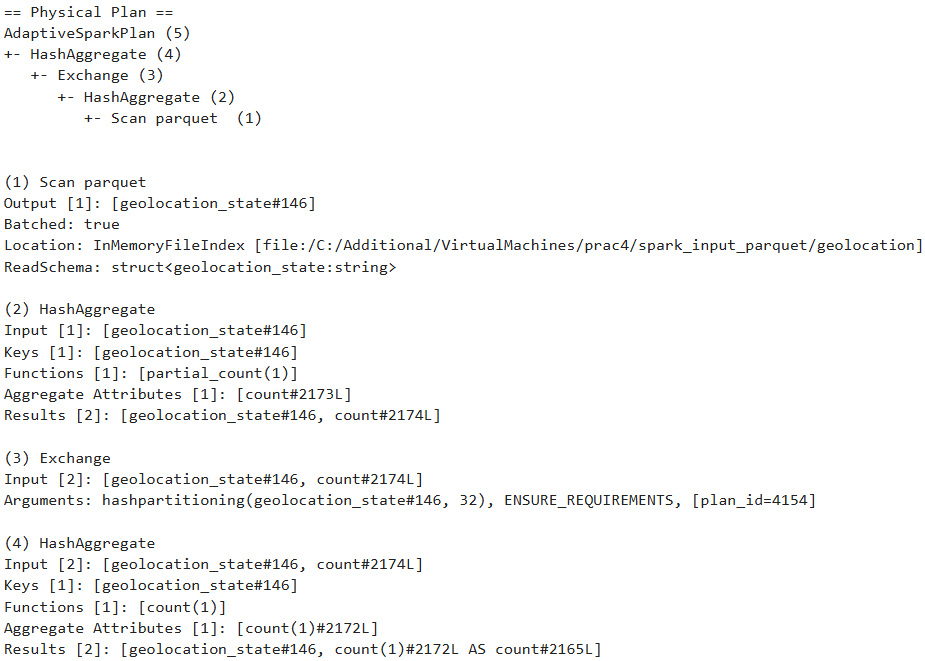 == Physical Plan ==
AdaptiveSparkPlan (5)
+- HashAggregate (4)
   +- Exchange (3)
      +- HashAggregate (2)
         +- Scan parquet  (1)
(1) Scan parquet
Output [1]: [geolocation_state#146]
Batched: true
Location: InMemoryFileIndex [file:/C:/Additional/VirtualMachines/prac4/spark_input_parquet/geolocation]
ReadSchema: struct<geolocation_state:string>
(2) HashAggregate
Input [1]: [geolocation_state#146]
Keys [1]: [geolocation_state#146]
Functions [1]: [partial_count(1)]
Aggregate Attributes [1]: [count#2173L]
Results [2]: [geolocation_state#146, count#2174L]
(3) Exchange
Input [2]: [geolocation_state#146, count#2174L]
Arguments: hashpartitioning(geolocation_state#146, 32), ENSURE_REQUIREMENTS, [plan_id=4154]
(4) HashAggregate
Input [2]: [geolocation_state#146, count#2174L]
Keys [1]: [geolocation_state#146]
Functions [1]: [count(1)]
Aggregate Attributes [1]: [count(1)#2172L]
Results [2]: [geolocation_state#146, count(1)#2172L AS count#2165L]